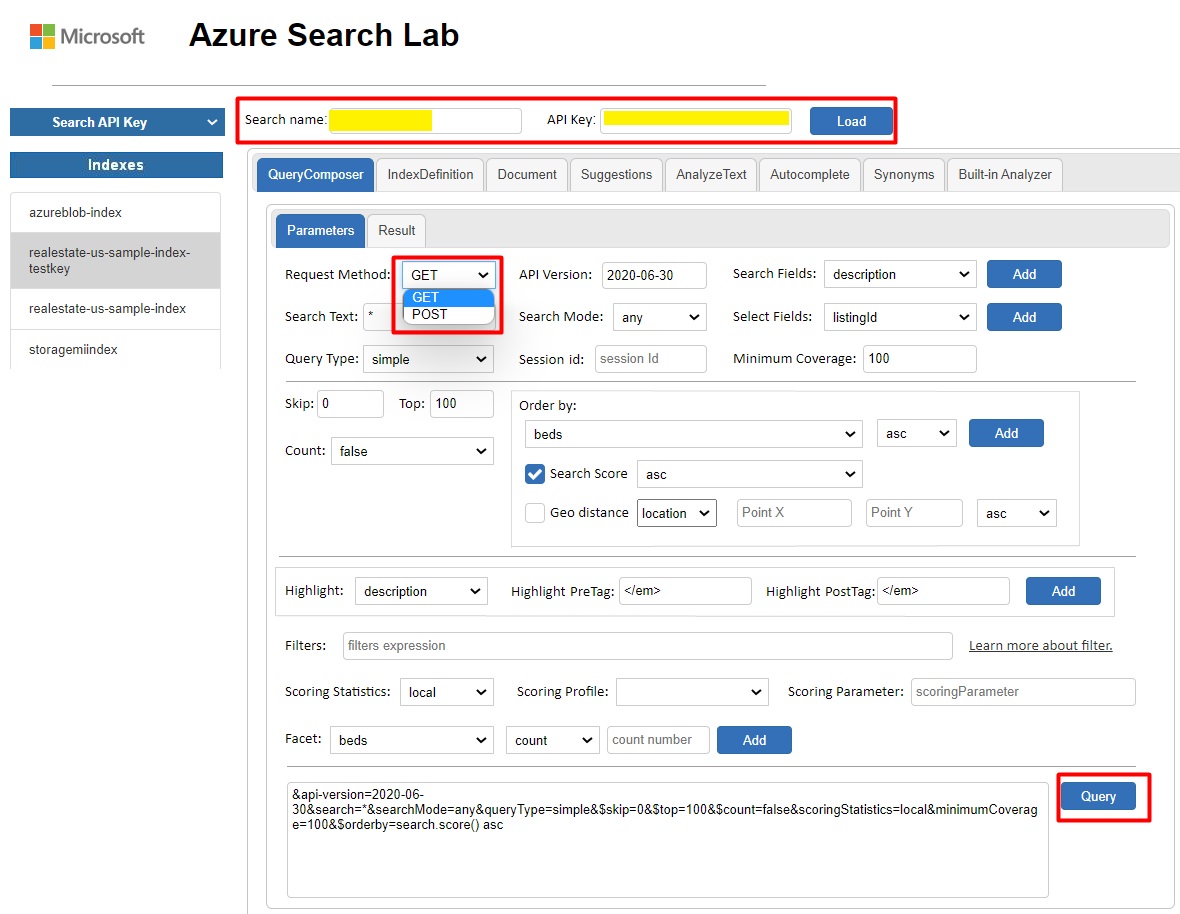 Microsoft
Azure Search Lab
Search API Key
Search name:
API Key:
Load
Indexes
azureblob-index
realestate-us-sample-index-
testkey
realestate-us-sample-index
storagemiindex
QueryComposer
IndexDefinition
Document
Suggestions
AnalyzeText
Autocomplete
Synonyms
Built-in Analyzer
Parameters
Result
Request Method: GET
GET
POST
API Version: 2020-06-30
Search Fields: description
Add
Search Text: *
Search Mode: any
Select Fields: listingId
Add
Query Type: simple
Session id: session Id
Minimum Coverage: 100
Skip: 0
Top: 100
Count: false
Order by:
beds
asc
Add
Search Score asc
Geo distance location Point X Point Y asc
Highlight: description
Highlight PreTag: </em>
Highlight PostTag: </em>
Add
Filters: filters expression
Learn more about filter.
Scoring Statistics: local
Scoring Profile:
Scoring Parameter: scoringParameter
Facet: beds
count
count number
Add
&api-version=2020-06-
30&search=*&searchMode=any&queryType=simple&$skip=0&$top=100&$count=false&scoringStatistics=local&minimumCoverag
e=100&$orderby=search.score() asc
Query